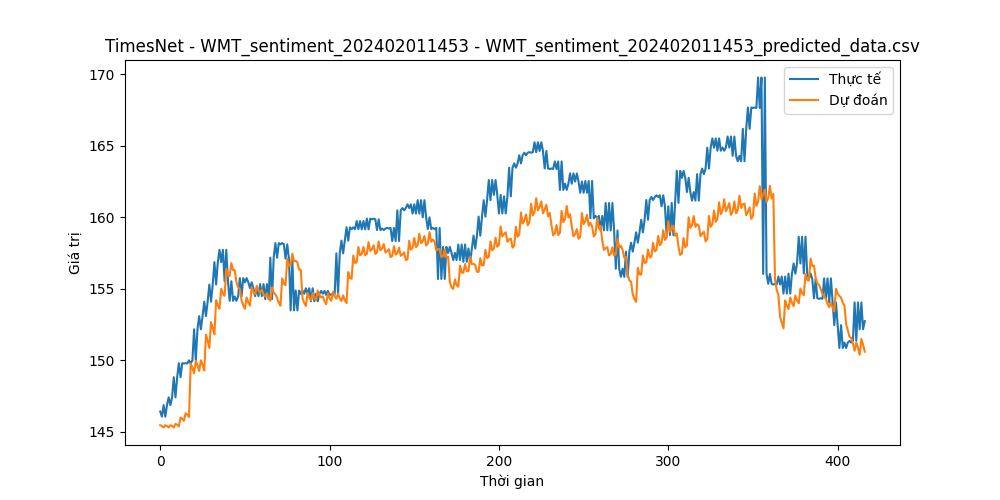 TimesNet - WMT_sentiment_202402011453 - WMT_sentiment_202402011453_predicted_data.csv
Thực tế
Dự đoán
Giá trị
170
165
160
155
150
145
0 100 200 300 400
Thời gian